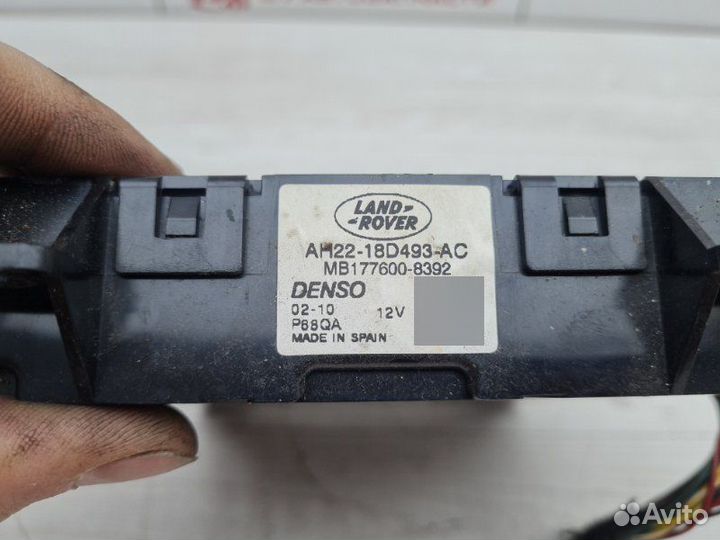 LAND-
-ROVER
AH22-18D493-AC
MB177600-8392
DENSO
02-10 12V
P68QA
MADE IN SPAIN
Avito